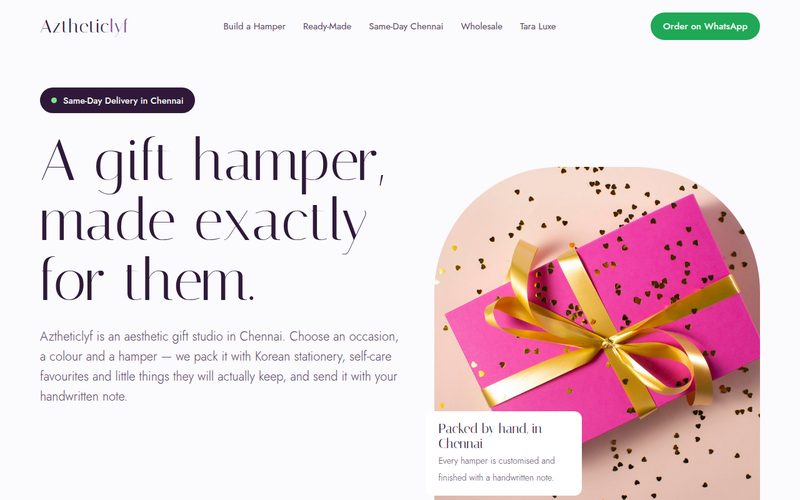 Aztheticlyf
Build a Hamper
Ready-Made
Same-Day Chennai
Wholesale
Tara Luxe
Order on WhatsApp
Same-Day Delivery in Chennai
A gift hamper,
made exactly
for them.
Aztheticlyf is an aesthetic gift studio in Chennai. Choose an occasion,
a colour and a hamper — we pack it with Korean stationery, self-care
favourites and little things they will actually keep, and send it with your
handwritten note.
Packed by hand, in
Chennai
Every hamper is customised and
finished with a handwritten note.